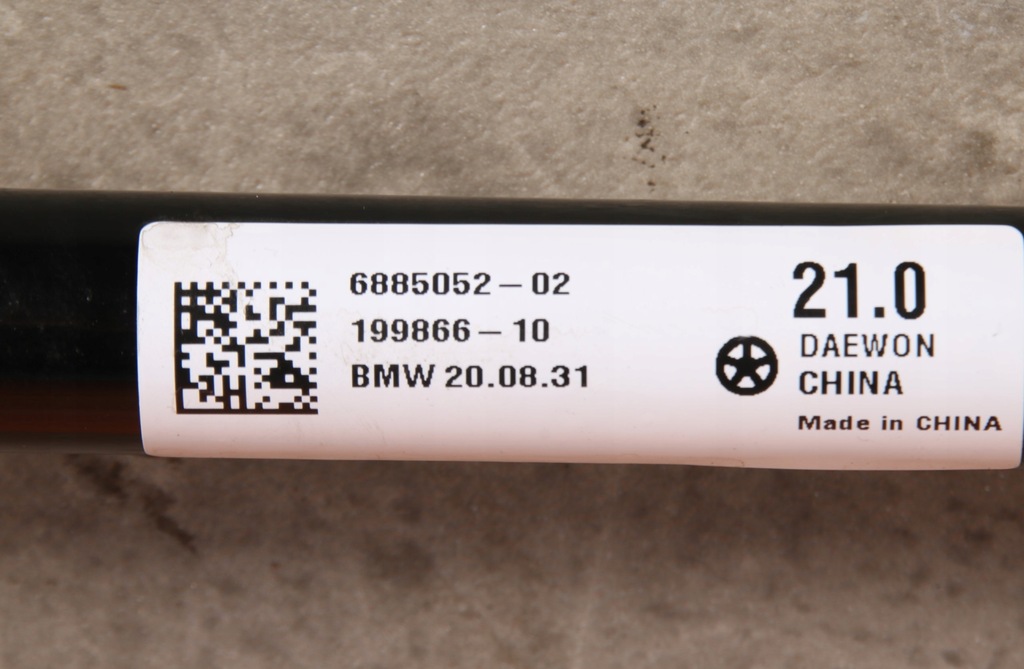 6885052 – 02
199866 – 10
BMW 20.08.31
21.0
DAEWON
CHINA
Made in CHINA